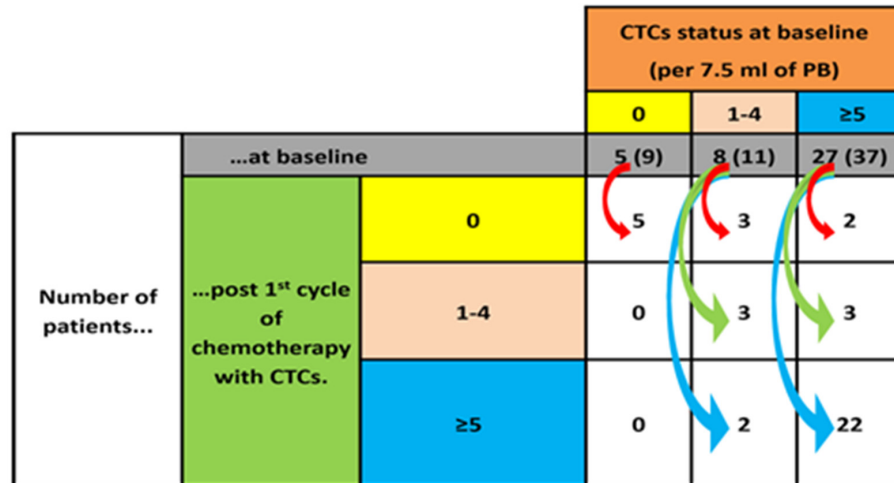 CTCs status at baseline
(per 7.5 ml of PB)
0 1-4 ≥5
...at baseline 5 (9) 8 (11) 27 (37)
0 5 3 2
Number of
patients...
...post 1st cycle
of
chemotherapy
with CTCs.
1-4 0 3 3
≥5 0 2 22